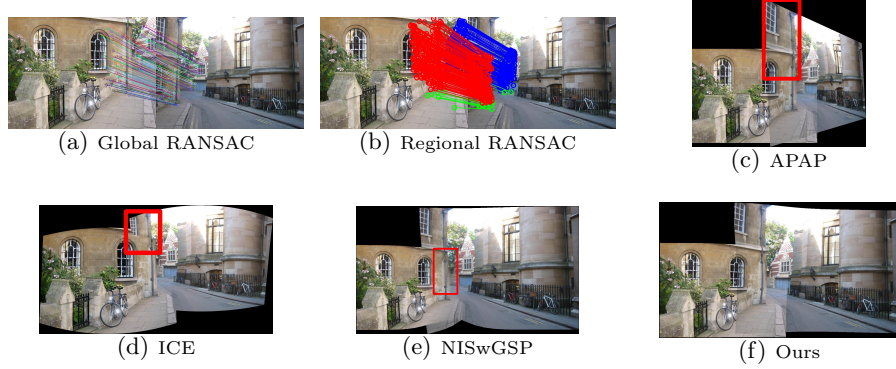 (a) Global RANSAC
(b) Regional RANSAC
(c) APAP
(d) ICE
(e) NISwGSP
(f) Ours